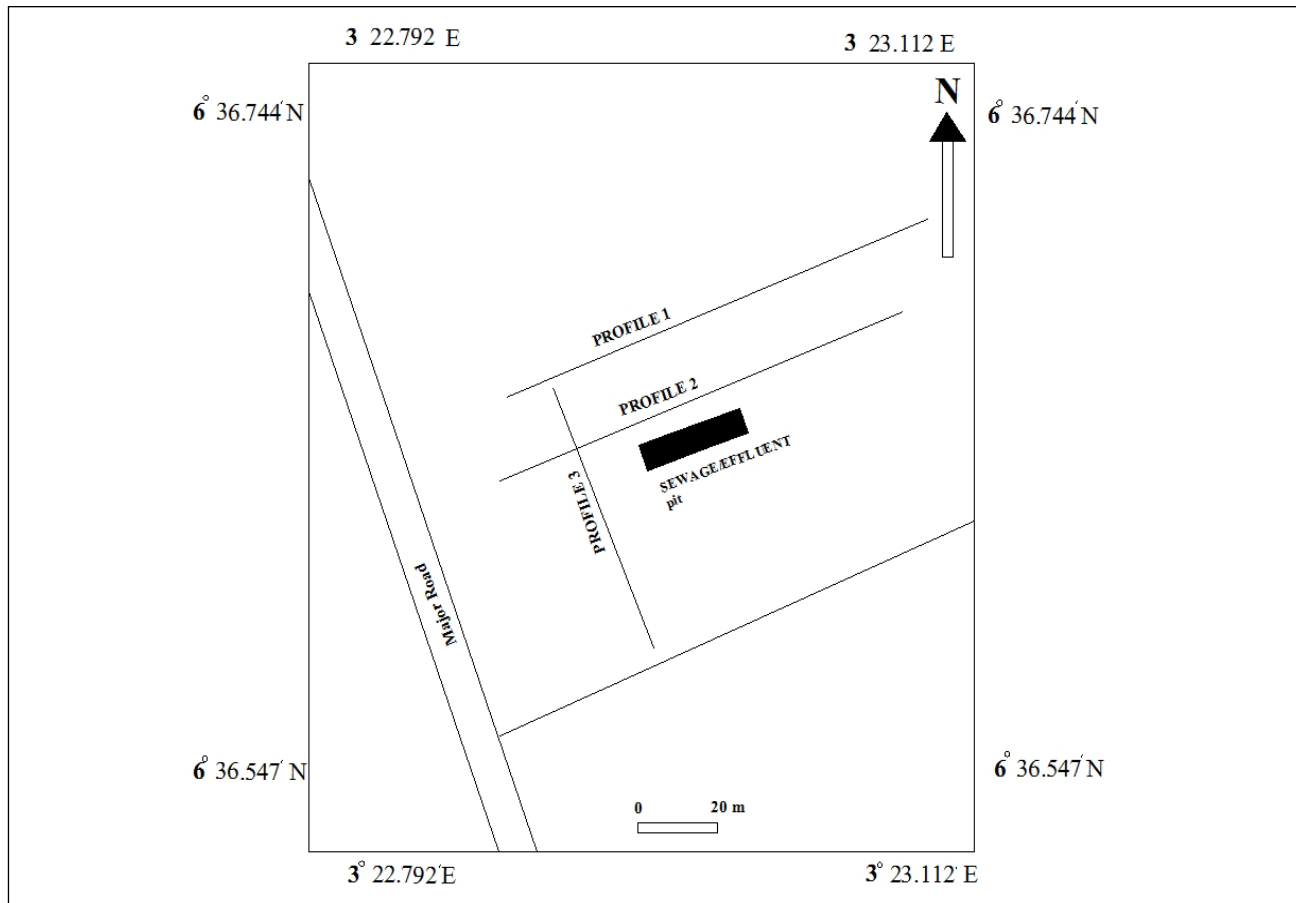 3 22.792 E
3 23.112 E
6° 36.744' N
N
6° 36.744' N
PROFILE 1
PROFILE 2
SEWAGE/EFFLUENT
pit
PROFILE 3
Major Road
6° 36.547' N
6° 36.547' N
0 20 m
3° 22.792' E
3° 23.112' E